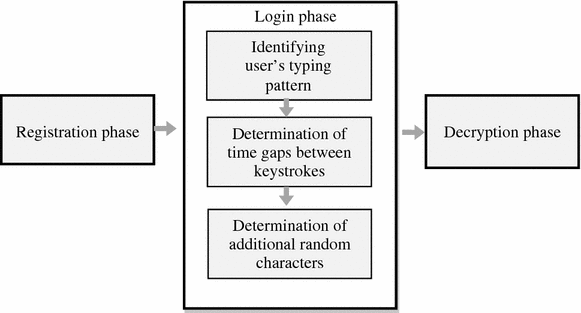 Login phase
Identifying
user's typing
pattern
Registration phase
Determination of
time gaps between
keystrokes
Decryption phase
Determination of
additional random
characters